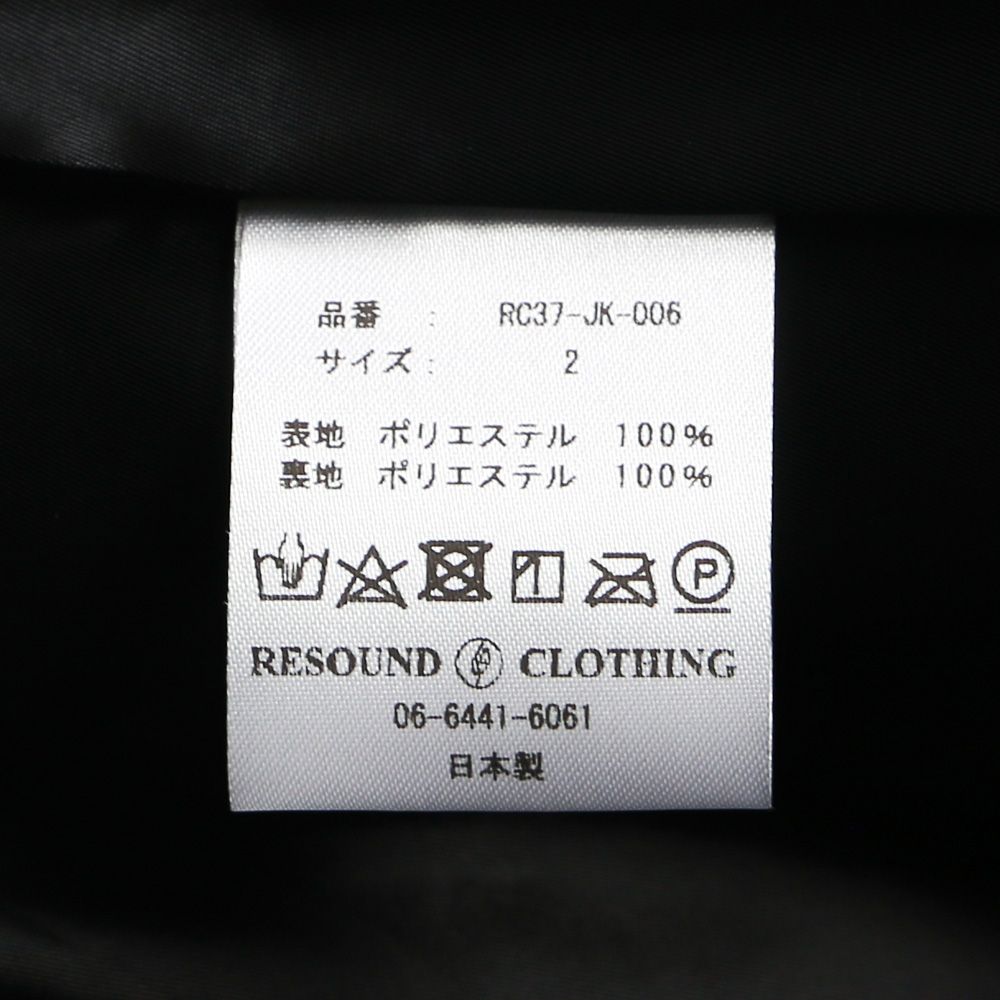 品番 : RC37-JK-006
サイズ: 2
表地 ポリエステル 100%
裏地 ポリエステル 100%
P
RESOUND CLOTHING
06-6441-6061
日本製